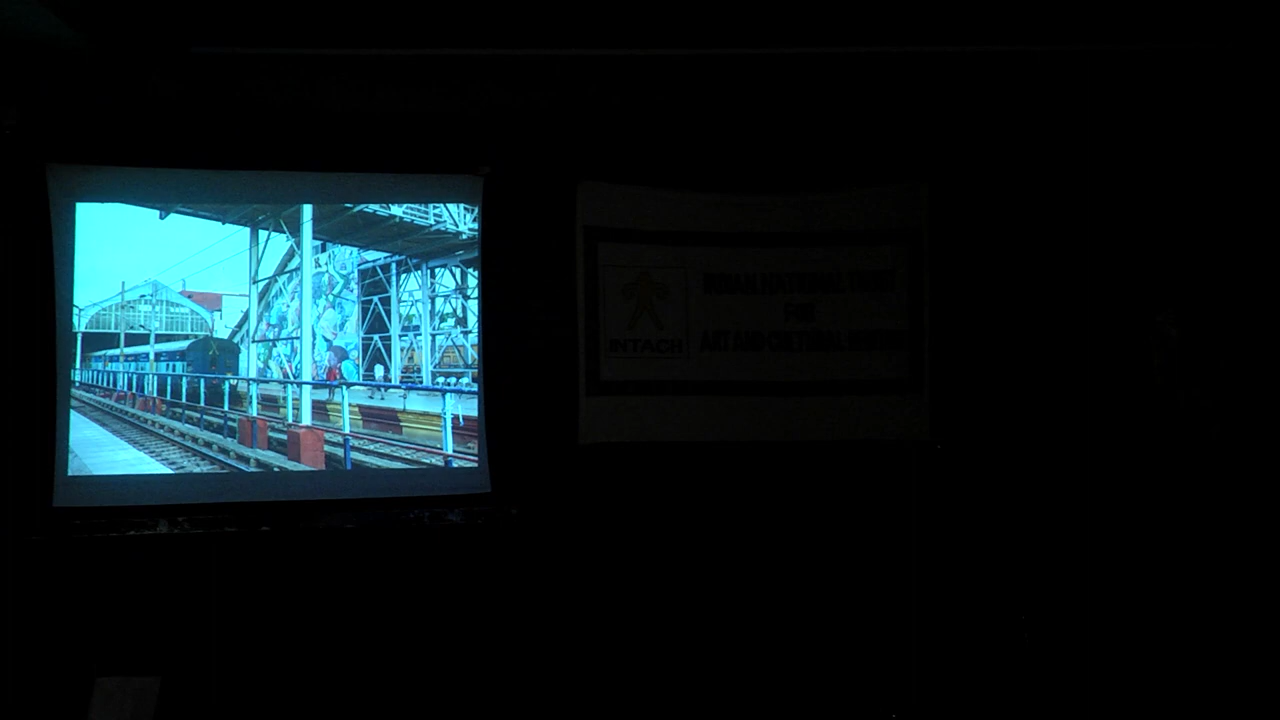 INTACH
INDIAN NATIONAL TRUST
FOR
ART AND CULTURAL HERITAGE